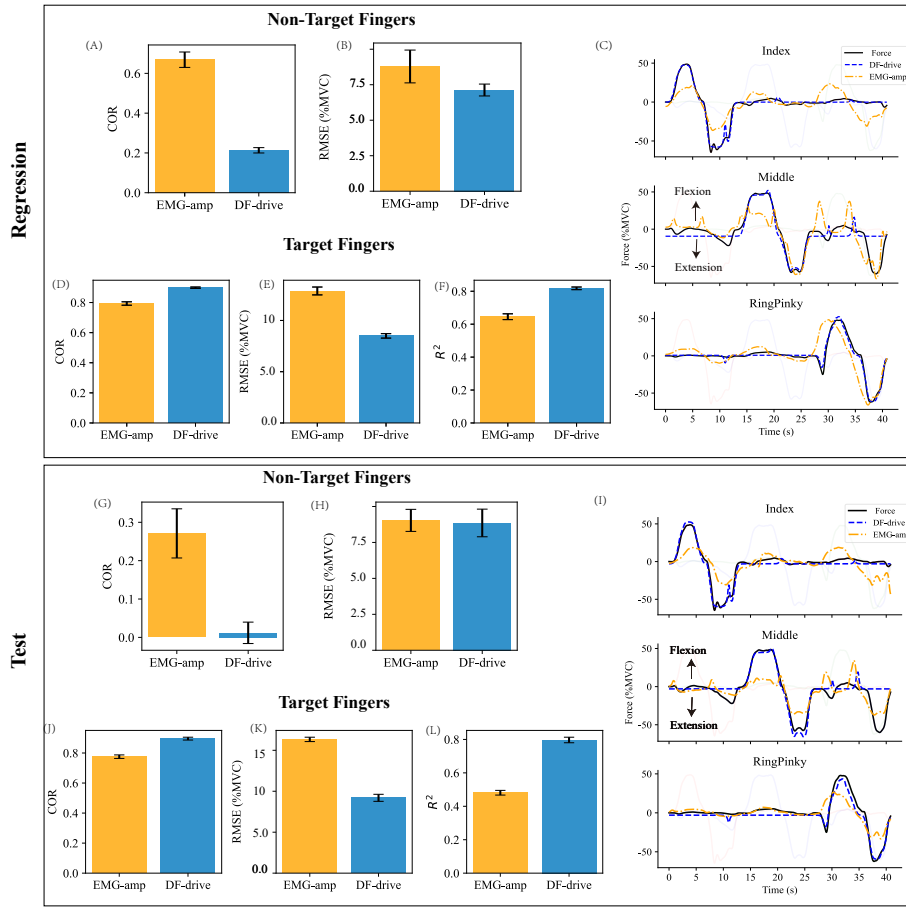 Regression
Non-Target Fingers
(A)
COR
0.6
0.4
0.2
0.0
EMG-amp DF-drive
(B)
RMSE (%MVC)
7.5
5.0
2.5
0.0
EMG-amp DF-drive
(C)
Index
Force
DF-drive
EMG-amp
50
0
-50
Middle
Flexion
Extension
Force (%MVC)
50
0
-50
RingPinky
50
0
-50
0 5 10 15 20 25 30 35 40
Time (s)
Target Fingers
(D)
COR
0.8
0.6
0.4
0.2
0.0
EMG-amp DF-drive
(E)
RMSE (%MVC)
10
5
0.0
EMG-amp DF-drive
(F)
R²
0.8
0.6
0.4
0.2
0.0
EMG-amp DF-drive
Test
Non-Target Fingers
(G)
COR
0.3
0.2
0.1
0.0
EMG-amp DF-drive
(H)
RMSE (%MVC)
7.5
5.0
2.5
0.0
EMG-amp DF-drive
(I)
Index
Force
DF-drive
EMG-amp
50
0
-50
Middle
Flexion
Extension
Force (%MVC)
50
0
-50
RingPinky
50
0
-50
0 5 10 15 20 25 30 35 40
Time (s)
Target Fingers
(J)
COR
0.8
0.6
0.4
0.2
0.0
EMG-amp DF-drive
(K)
RMSE (%MVC)
15
10
5
0.0
EMG-amp DF-drive
(L)
R²
0.8
0.6
0.4
0.2
0.0
EMG-amp DF-drive